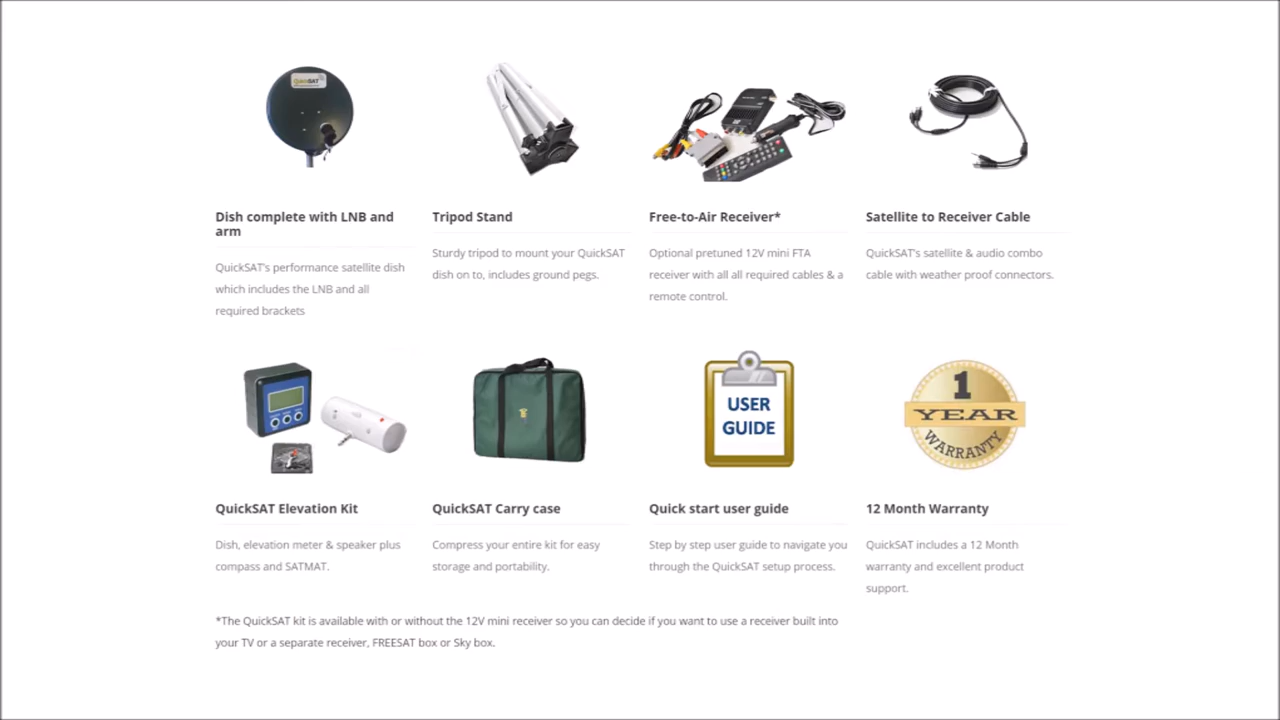 QuickSAT
Dish complete with LNB and
arm
QuickSAT's performance satellite dish
which includes the LNB and all
required brackets
Tripod Stand
Sturdy tripod to mount your QuickSAT
dish on to, includes ground pegs.
Free-to-Air Receiver*
Optional pretuned 12V mini FTA
receiver with all all required cables & a
remote control.
Satellite to Receiver Cable
QuickSAT's satellite & audio combo
cable with weather proof connectors.
USER
GUIDE
1
YEAR
WARRANTY
QuickSAT Elevation Kit
Dish, elevation meter & speaker plus
compass and SATMAT.
QuickSAT Carry case
Compress your entire kit for easy
storage and portability.
Quick start user guide
Step by step user guide to navigate you
through the QuickSAT setup process.
12 Month Warranty
QuickSAT includes a 12 Month
warranty and excellent product
support.
*The QuickSAT kit is available with or without the 12V mini receiver so you can decide if you want to use a receiver built into
your TV or a separate receiver, FREESAT box or Sky box.